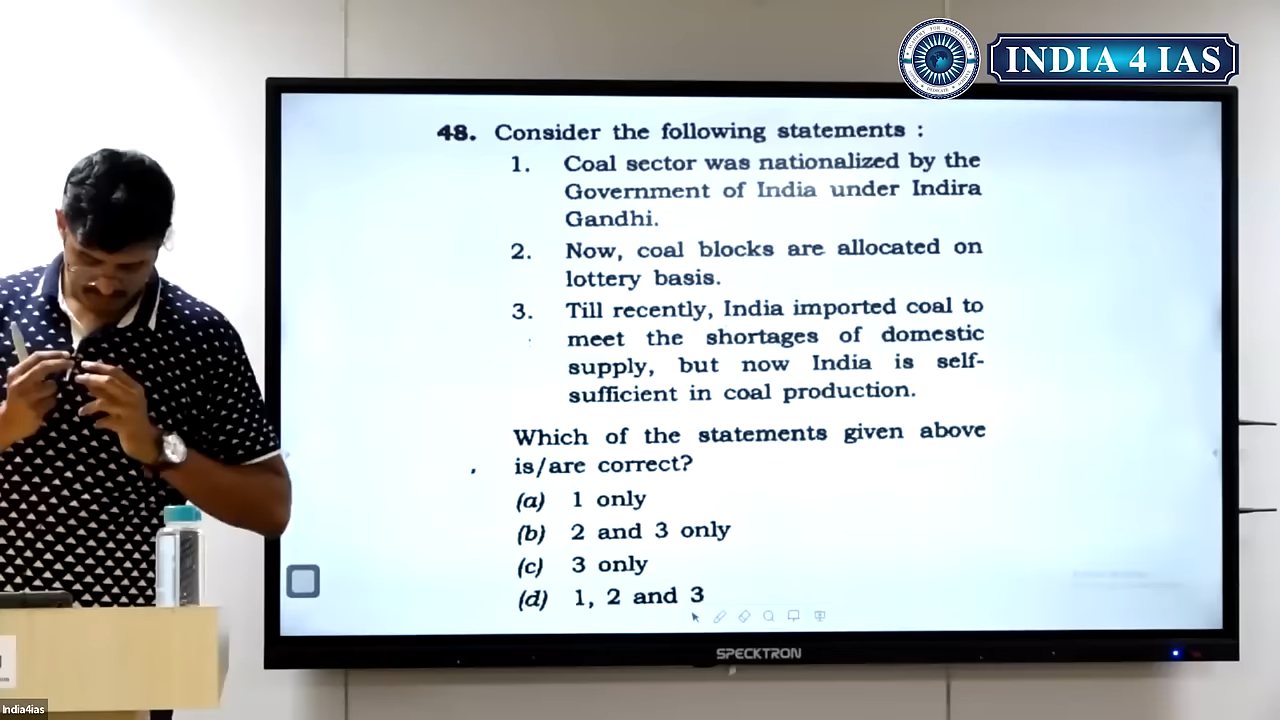 INDIA 4 IAS
48. Consider the following statements :
1. Coal sector was nationalized by the
Government of India under Indira
Gandhi.
2. Now, coal blocks are allocated on
lottery basis.
3. Till recently, India imported coal to
meet the shortages of domestic
supply, but now India is self-
sufficient in coal production.
Which of the statements given above
is/are correct?
(a) 1 only
(b) 2 and 3 only
(c) 3 only
(d) 1, 2 and 3
SPECKTRON
India4ias